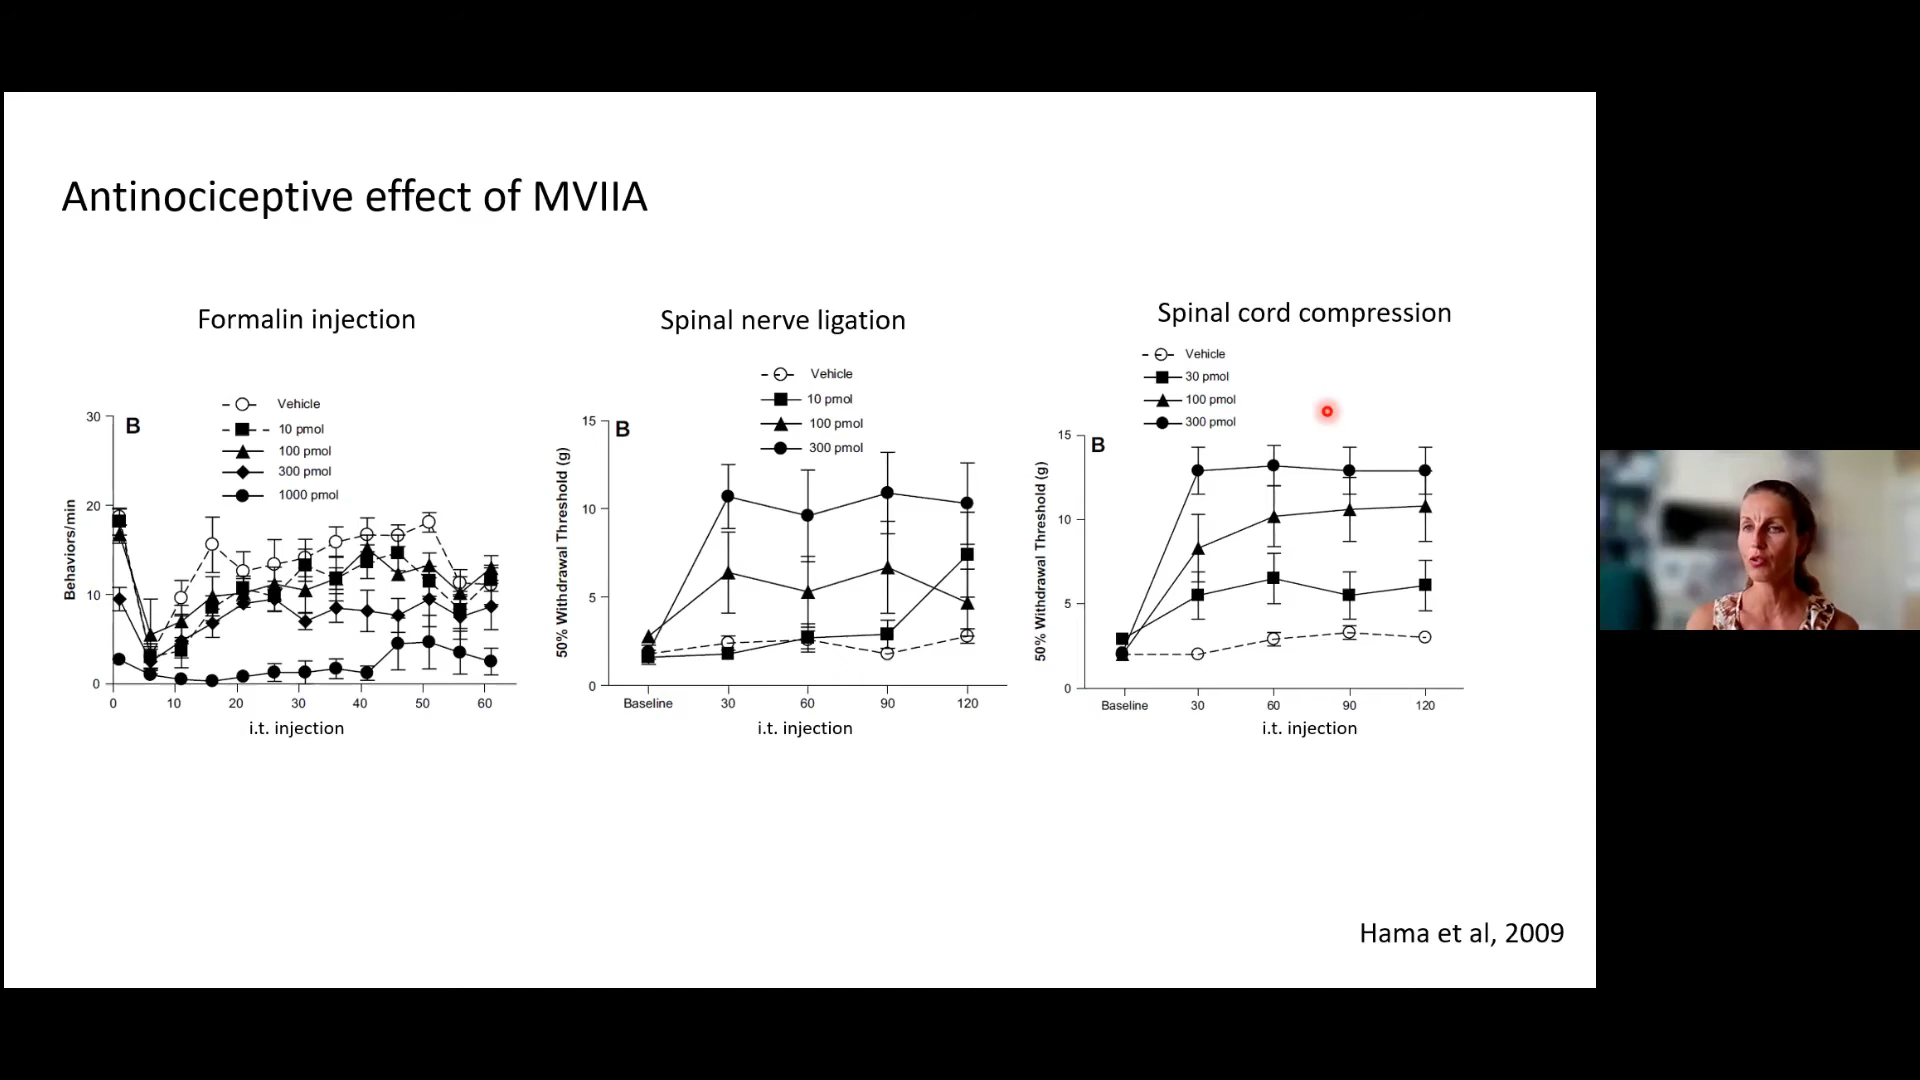 Antinociceptive effect of MVIIA
Formalin injection
Vehicle
10 pmol
100 pmol
300 pmol
1000 pmol
B
Behaviors/min
30
20
10
0
0 10 20 30 40 50 60
i.t. injection
Spinal nerve ligation
Vehicle
10 pmol
100 pmol
300 pmol
B
50% Withdrawal Threshold (g)
15
10
5
0
Baseline 30 60 90 120
i.t. injection
Spinal cord compression
Vehicle
30 pmol
100 pmol
300 pmol
B
50% Withdrawal Threshold (g)
15
10
5
0
Baseline 30 60 90 120
i.t. injection
Hama et al, 2009